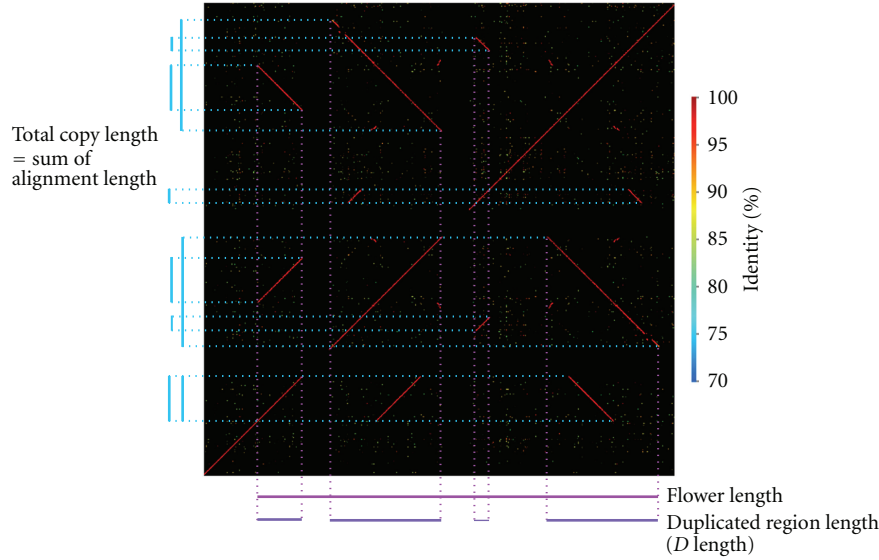 Total copy length
= sum of
alignment length
100
95
90
85
80
75
70
Identity (%)
Flower length
Duplicated region length
(D length)